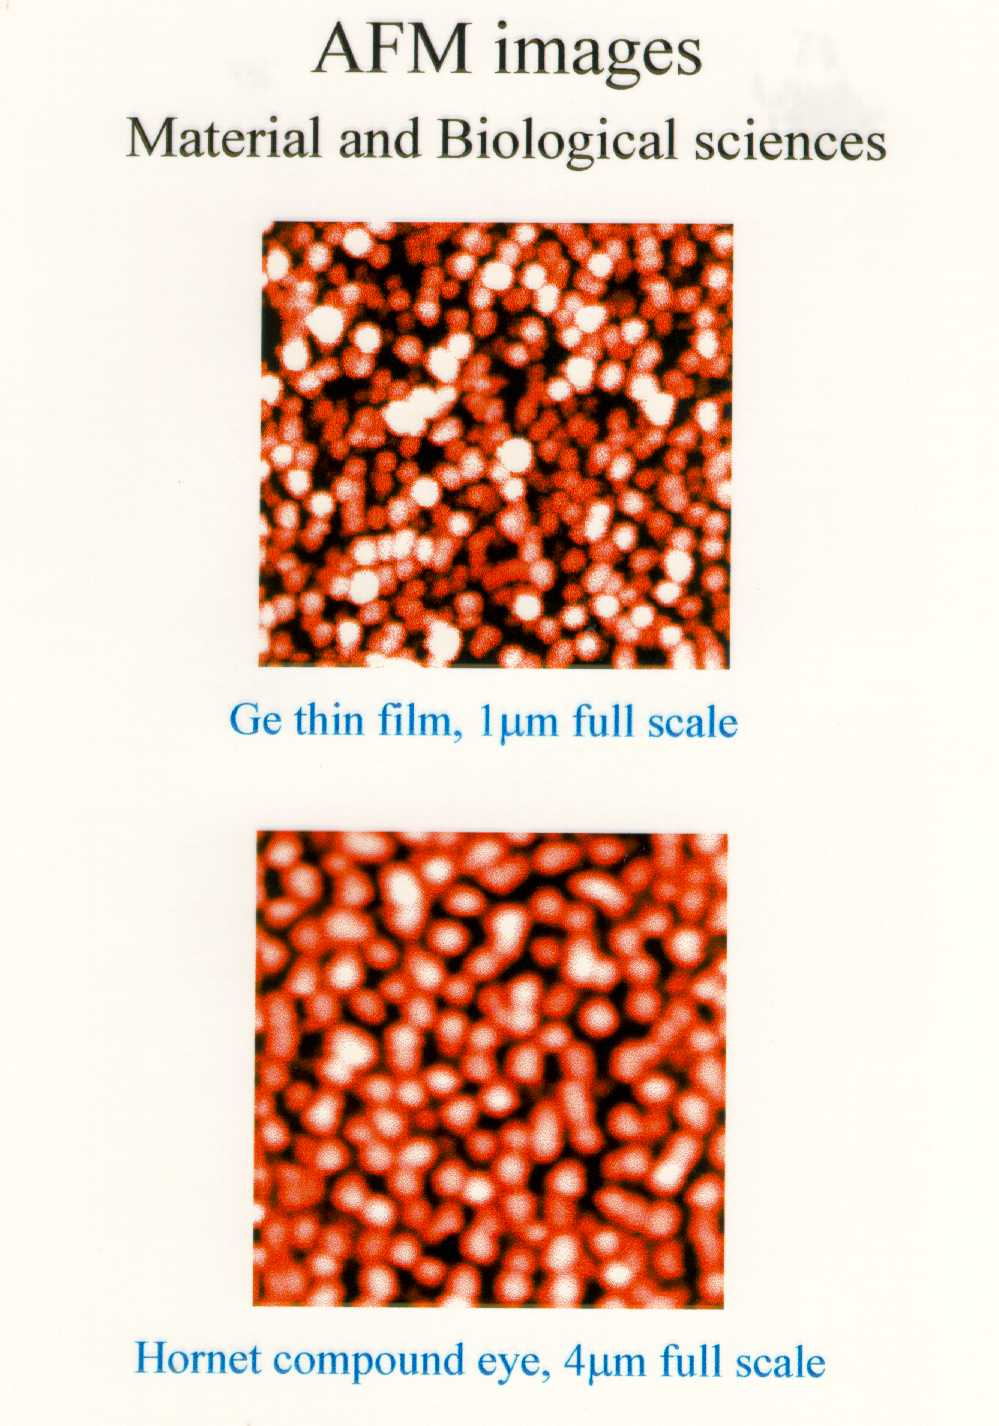 AFM images
Material and Biological sciences
Ge thin film, 1μm full scale
Hornet compound eye, 4μm full scale